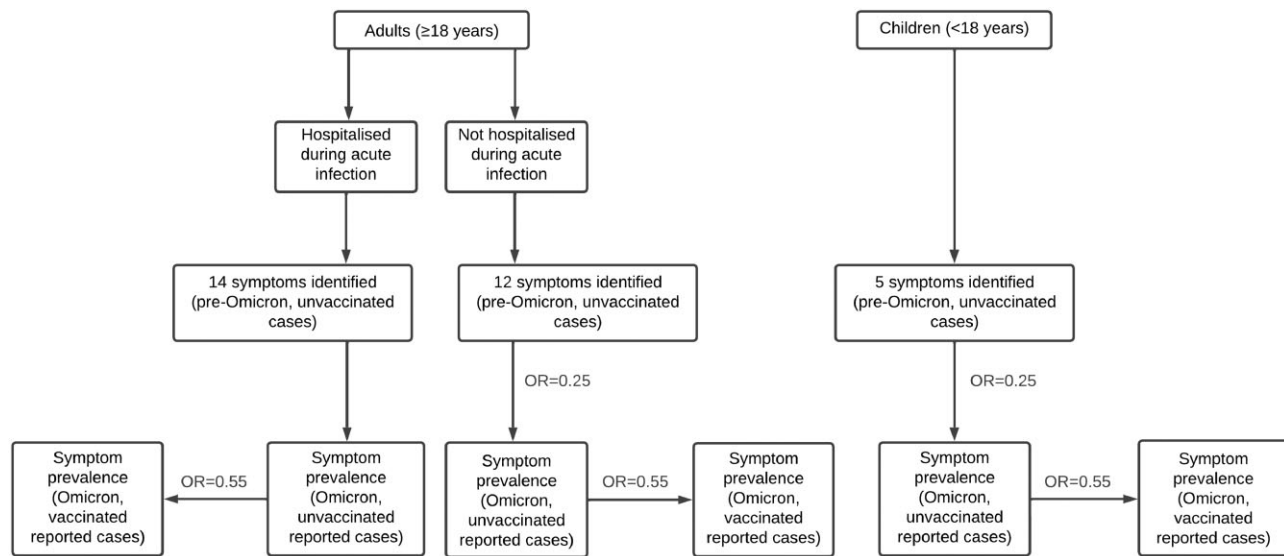 Adults (≥18 years)
Children (<18 years)
Hospitalised
during acute
infection
Not hospitalised
during acute
infection
14 symptoms identified
(pre-Omicron, unvaccinated
cases)
12 symptoms identified
(pre-Omicron, unvaccinated
cases)
5 symptoms identified
(pre-Omicron, unvaccinated
cases)
OR=0.25
OR=0.25
Symptom
prevalence
(Omicron,
vaccinated
reported cases)
OR=0.55
Symptom
prevalence
(Omicron,
unvaccinated
reported cases)
Symptom
prevalence
(Omicron,
unvaccinated
reported cases)
OR=0.55
Symptom
prevalence
(Omicron,
vaccinated
reported cases)
Symptom
prevalence
(Omicron,
unvaccinated
reported cases)
OR=0.55
Symptom
prevalence
(Omicron,
vaccinated
reported cases)